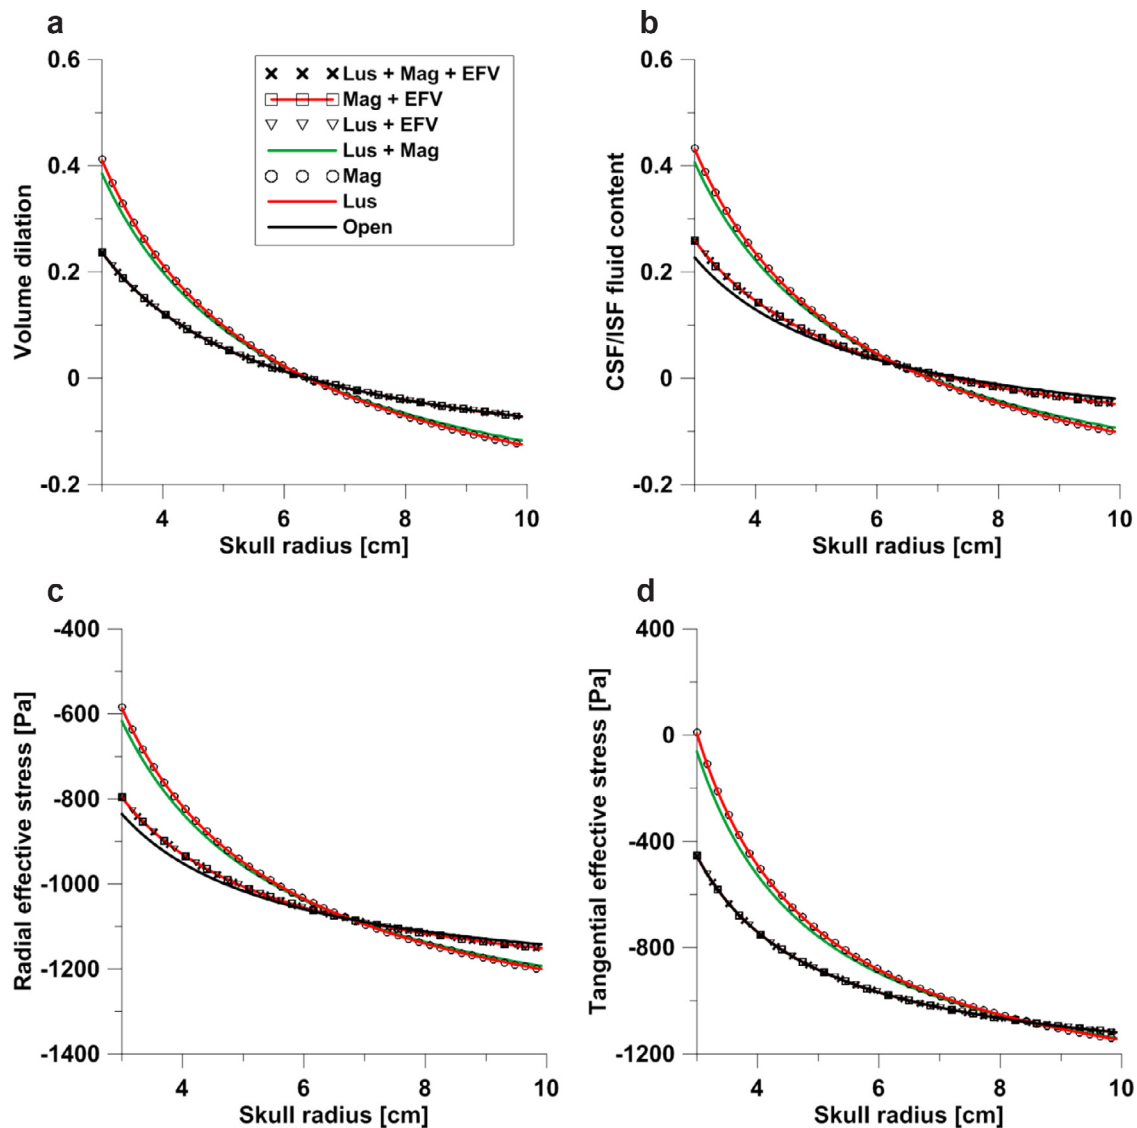 a
0.6
0.4
0.2
0
-0.2
Volume dilation
4 6 8 10
Skull radius [cm]
Lus + Mag + EFV
Mag + EFV
Lus + EFV
Lus + Mag
Mag
Lus
Open
b
0.6
0.4
0.2
0
-0.2
CSF/ISF fluid content
4 6 8 10
Skull radius [cm]
c
-400
-600
-800
-1000
-1200
-1400
Radial effective stress [Pa]
4 6 8 10
Skull radius [cm]
d
400
0
-400
-800
-1200
Tangential effective stress [Pa]
4 6 8 10
Skull radius [cm]